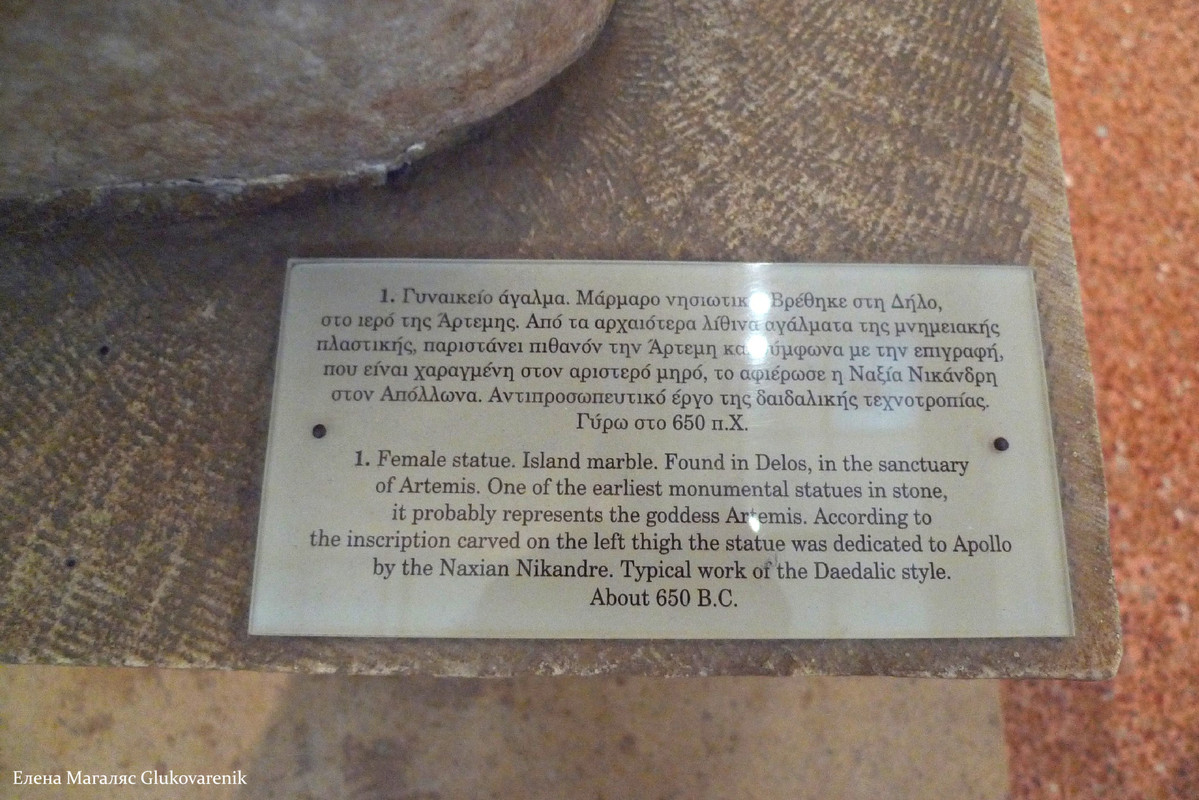 1. Γυναικείο άγαλμα. Μάρμαρο νησιωτικ Βρέθηκε στη Δήλο,
στο ιερό της Άρτεμης. Από τα αρχαιότερα λίθινα αγάλματα της μνημειακής
πλαστικής, παριστάνει πιθανόν την Άρτεμη και σύμφωνα με την επιγραφή,
που είναι χαραγμένη στον αριστερό μηρό, το αφιέρωσε η Ναξία Νικάνδρη
στον Απόλλωνα. Αντιπροσωπευτικό έργο της δαιδαλικής τεχνοτροπίας.
Γύρω στο 650 π.Χ.
1. Female statue. Island marble. Found in Delos, in the sanctuary
of Artemis. One of the earliest monumental statues in stone,
it probably represents the goddess Artemis. According to
the inscription carved on the left thigh the statue was dedicated to Apollo
by the Naxian Nikandre. Typical work of the Daedalic style.
About 650 B.C.
Елена Магаляс Glukovarenik